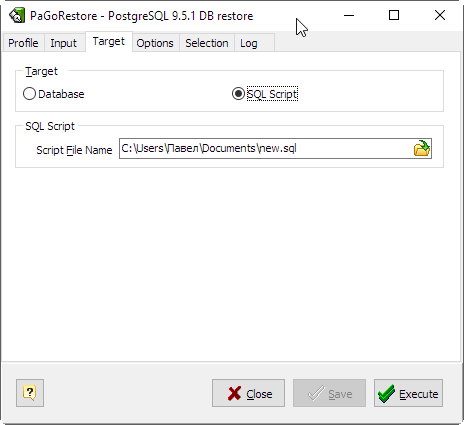 PaGoRestore - PostgreSQL 9.5.1 DB restore
Profile Input Target Options Selection Log
Target
Database SQL Script
SQL Script
Script File Name C:\Users\Павел\Documents\new.sql
? Close Save Execute